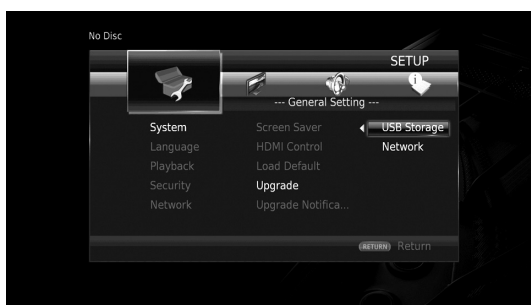 No Disc
SETUP
--- General Setting ---
System
Screen Saver
USB Storage
Language
HDMI Control
Network
Playback
Load Default
Security
Upgrade
Network
Upgrade Notifica...
RETURN Return